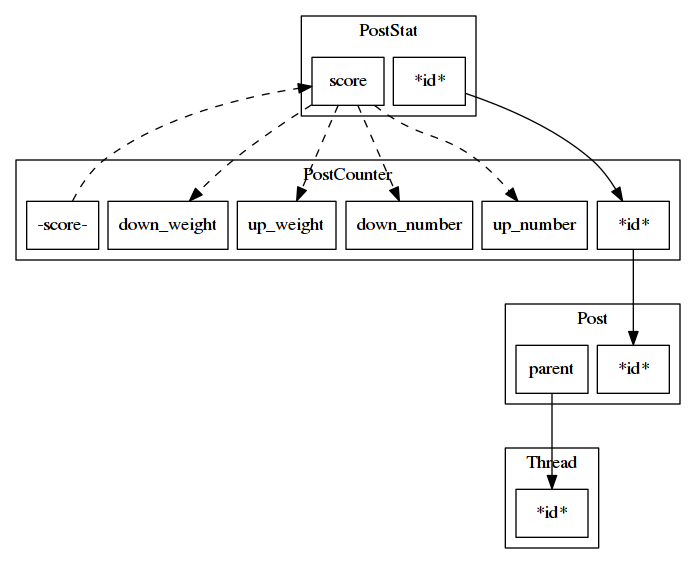 PostStat
score
*id*
PostCounter
-score-
down_weight
up_weight
down_number
up_number
*id*
Post
parent
*id*
Thread
*id*